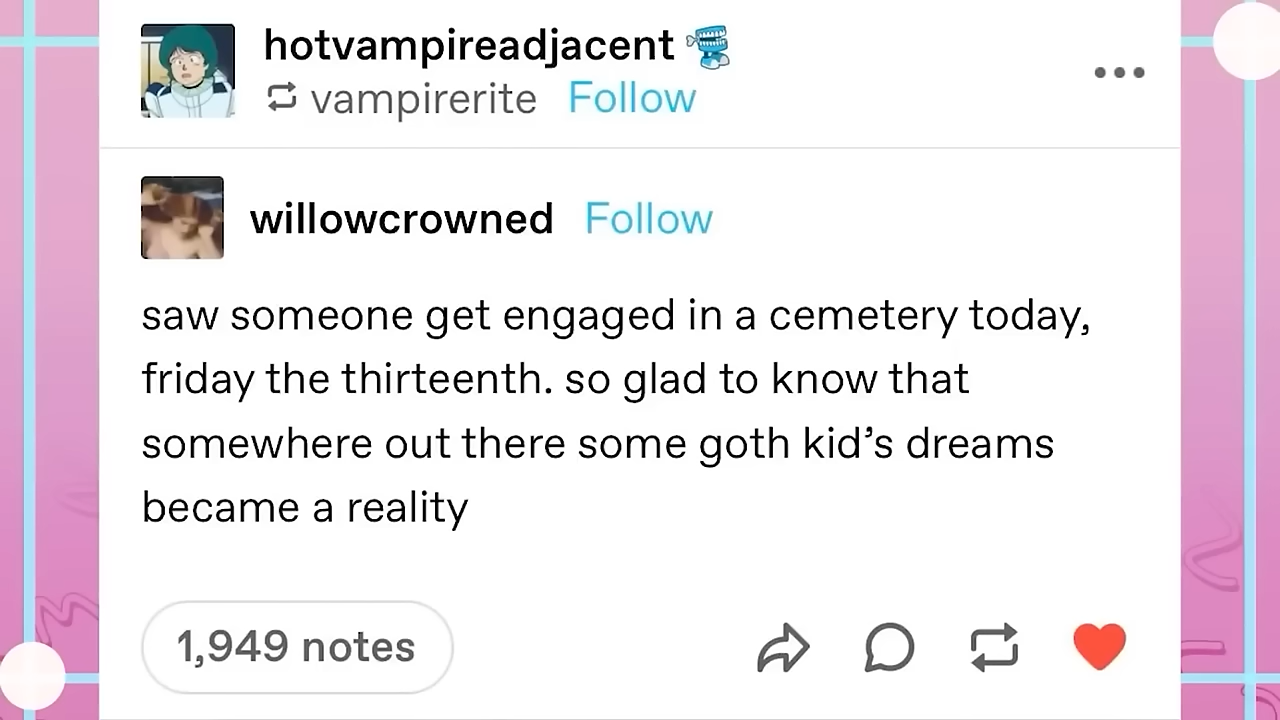 hotvampireadjacent
vampirerite Follow
willowcrowned Follow
saw someone get engaged in a cemetery today,
friday the thirteenth. so glad to know that
somewhere out there some goth kid’s dreams
became a reality
1,949 notes